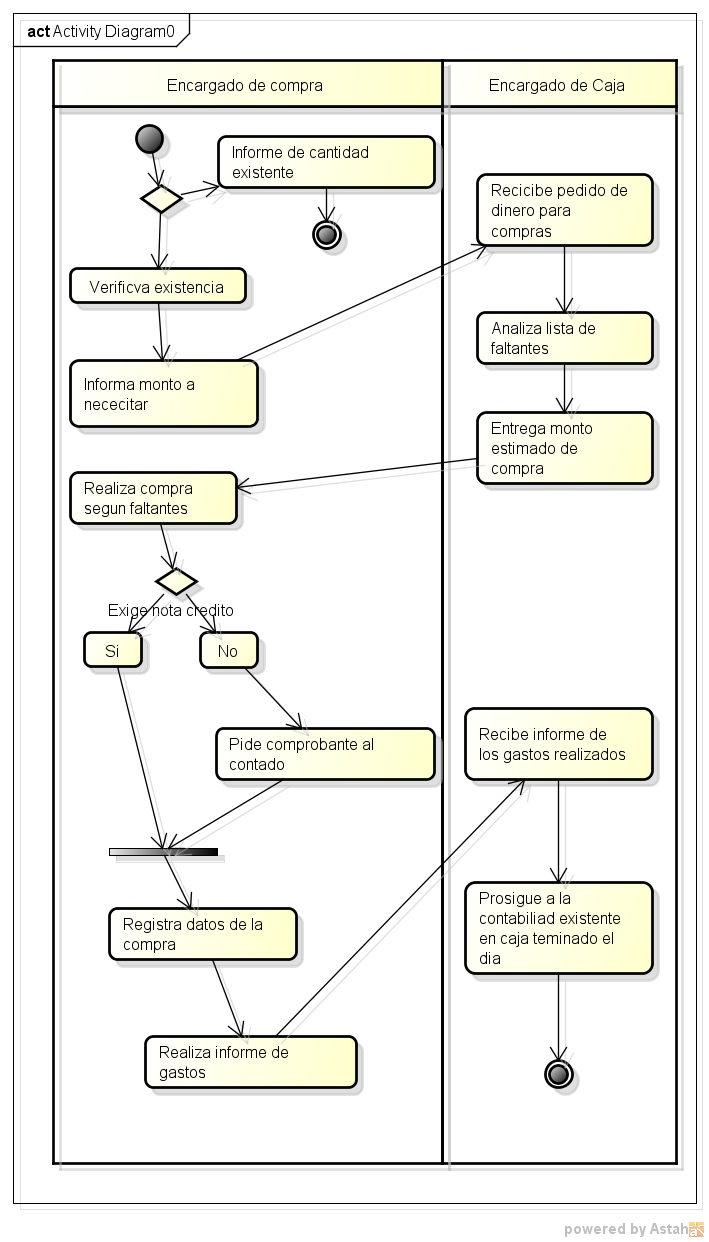 act Activity Diagram0
Encargado de compra
Encargado de Caja
Informe de cantidad
existente
Recicibe pedido de
dinero para
compras
Verificva existencia
Analiza lista de
faltantes
Informa monto a
nececitar
Entrega monto
estimado de
compra
Realiza compra
segun faltantes
Exige nota credito
Si
No
Pide comprobante al
contado
Recibe informe de
los gastos realizados
Registra datos de la
compra
Prosigue a la
contabiliad existente
en caja teminado el
dia
Realiza informe de
gastos
powered by Astah